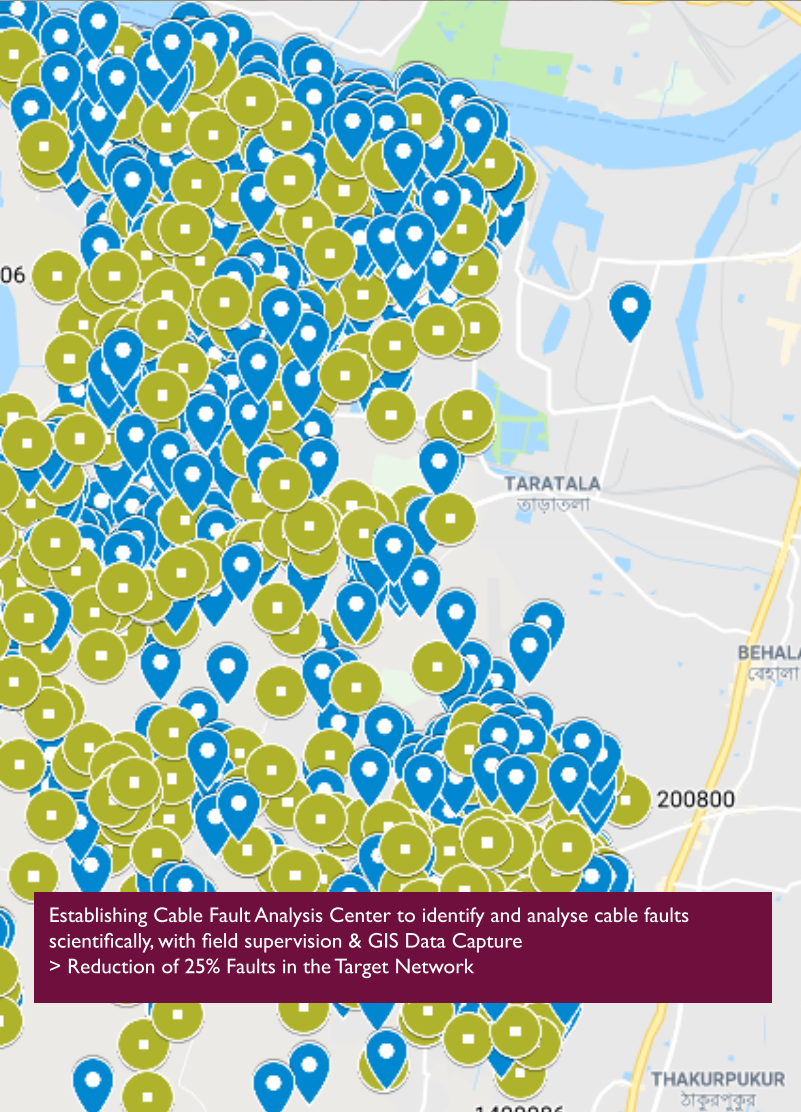 06
TARATALA
তাড়াতলা
BEHALA
বেহালা
200800
Establishing Cable Fault Analysis Center to identify and analyse cable faults
scientifically, with field supervision & GIS Data Capture
> Reduction of 25% Faults in the Target Network
THAKURPUKUR
ঠাকুরপুকুর